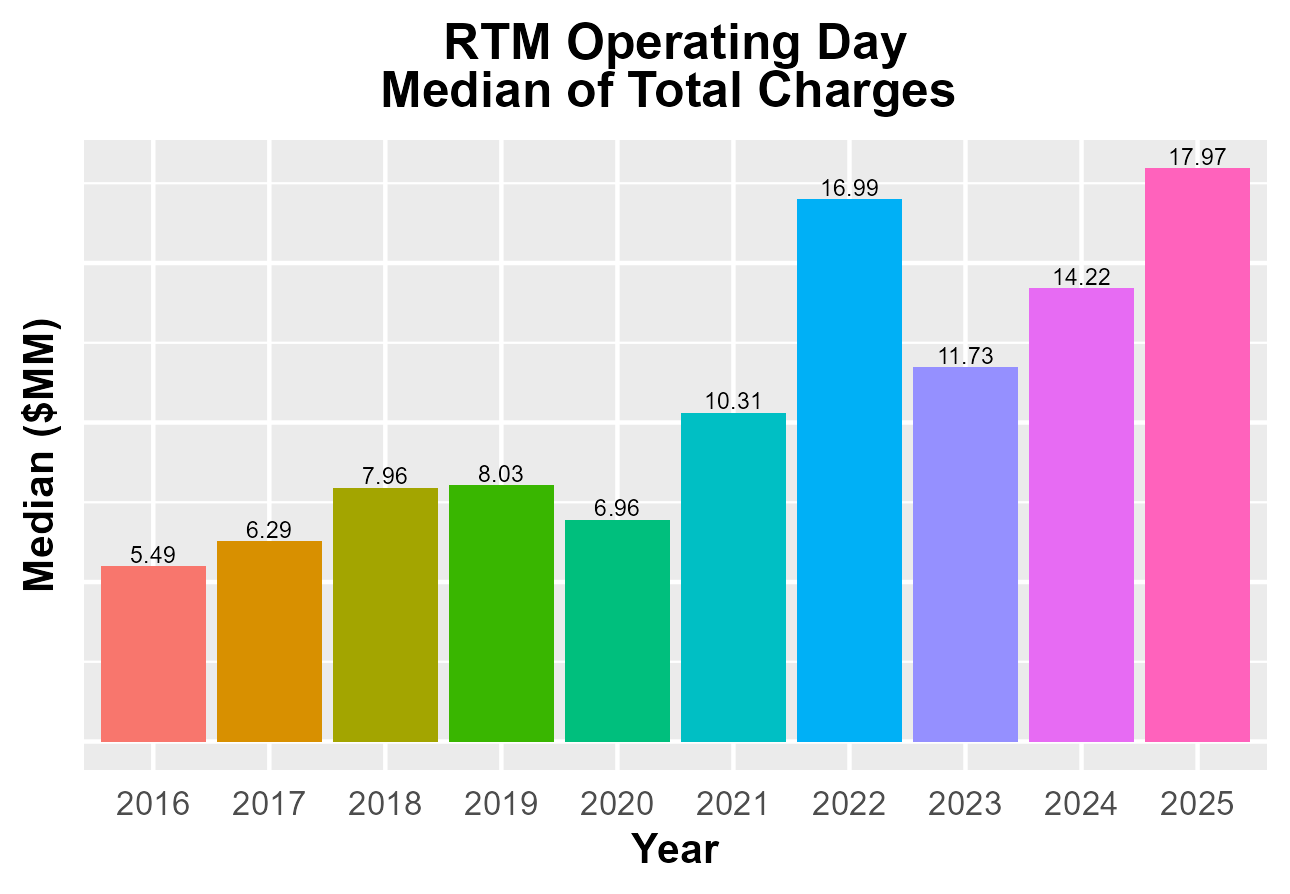 RTM Operating Day
Median of Total Charges
Median ($MM)
5.49
6.29
7.96
8.03
6.96
10.31
16.99
11.73
14.22
17.97
2016 2017 2018 2019 2020 2021 2022 2023 2024 2025
Year